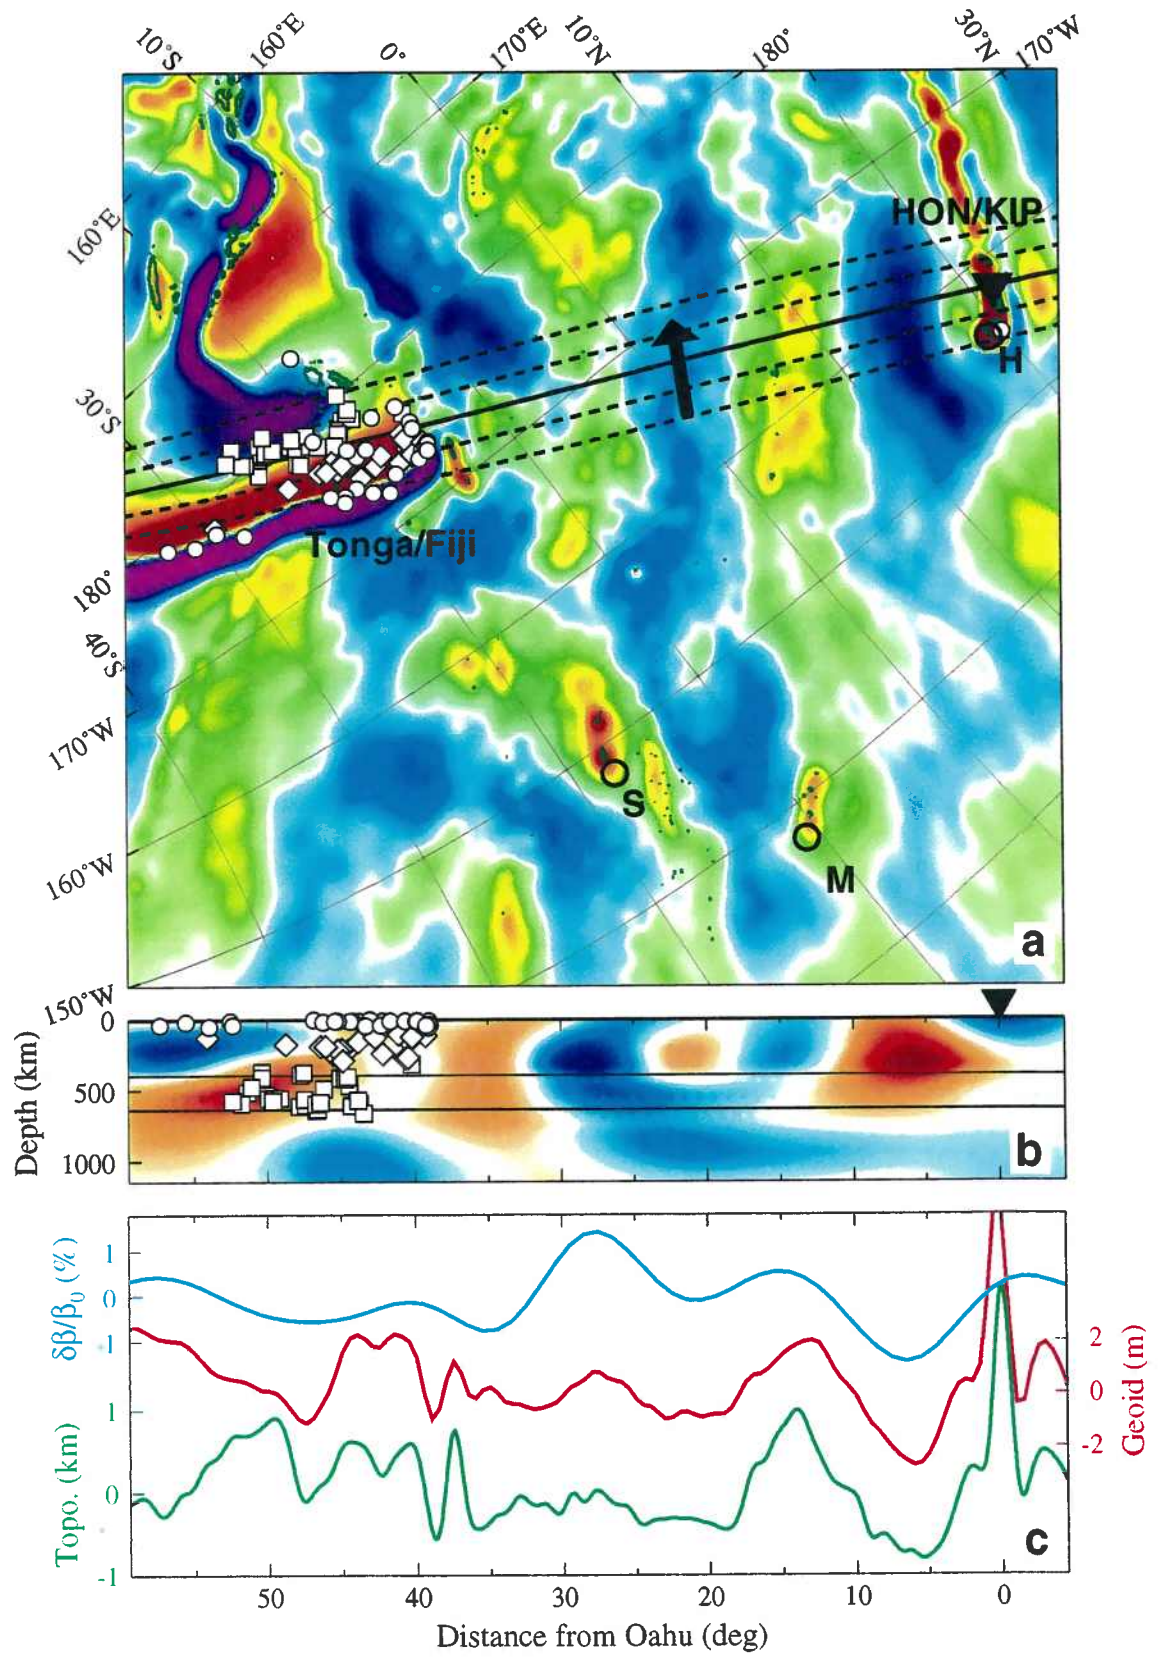 10°S 160°E 0° 170°E 10°N 180° 30°N 170°W
160°E
HON/KIP
H
30°S
Tonga/Fiji
180°
40°S
170°W
S
160°W
M
a
150°W
0
500
1000
Depth (km)
b
1
0
1
δβ/β0 (%)
2
0
-2
Geoid (m)
1
0
-1
Topo. (km)
c
50 40 30 20 10 0
Distance from Oahu (deg)